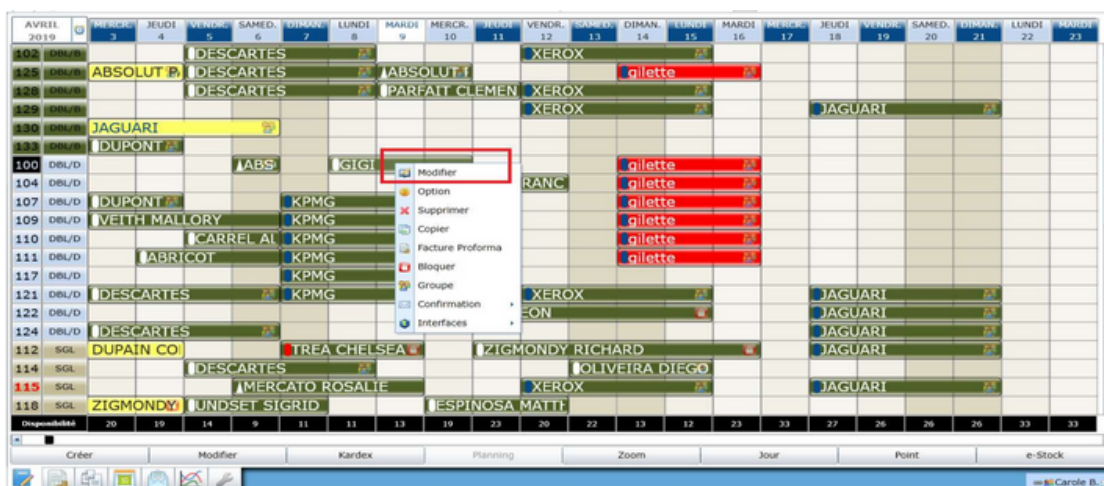 AVRIL MERCR. JEUDI VENDR. SAMED. DIMAN. LUNDI MARDI MERCR. JEUDI VENDR. SAMED. DIMAN. LUNDI MARDI MERCR. JEUDI VENDR. SAMED. DIMAN. LUNDI MARDI
2019 3 4 5 6 7 8 9 10 11 12 13 14 15 16 17 18 19 20 21 22 23
102 DBL/B DESCARTES XEROX
125 DBL/B ABSOLUT DESCARTES ABSOLUT gilette
128 DBL/B DESCARTES PARFAIT CLEMEN XEROX
129 DBL/B XEROX JAGUARI
130 DBL/B JAGUARI
133 DBL/B DUPONT
100 DBL/D ABS GIGI gilette
104 DBL/D RANC gilette
107 DBL/D DUPONT KPMG gilette
109 DBL/D VEITH MALLORY KPMG gilette
110 DBL/D CARREL AL KPMG gilette
111 DBL/D ABRICOT KPMG gilette
117 DBL/D KPMG
121 DBL/D DESCARTES KPMG XEROX JAGUARI
122 DBL/D EON JAGUARI
124 DBL/D DESCARTES JAGUARI
112 SGL DUPAIN CO TREA CHELSEA ZIGMONDY RICHARD JAGUARI
114 SGL DESCARTES OLIVEIRA DIEGO
115 SGL MERCATO ROSALIE XEROX JAGUARI
118 SGL ZIGMONDY UNDSET SIGRID ESPINOSA MATTH
Modifier
Option
Supprimer
Copier
Facture Proforma
Bloquer
Groupe
Confirmation
Interfaces
Disponibilité 20 19 14 9 11 11 13 19 23 20 22 13 12 23 33 27 26 26 26 33 33
Créer Modifier Kardex Planning Zoom Jour Point e-Stock
Carole B.